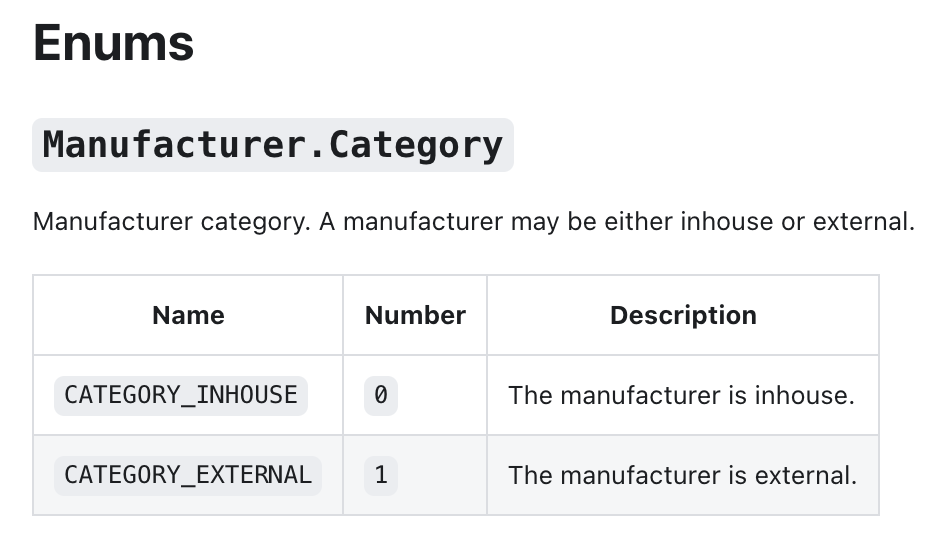 Enums
Manufacturer.Category
Manufacturer category. A manufacturer may be either inhouse or external.
Name Number Description
CATEGORY_INHOUSE 0 The manufacturer is inhouse.
CATEGORY_EXTERNAL 1 The manufacturer is external.